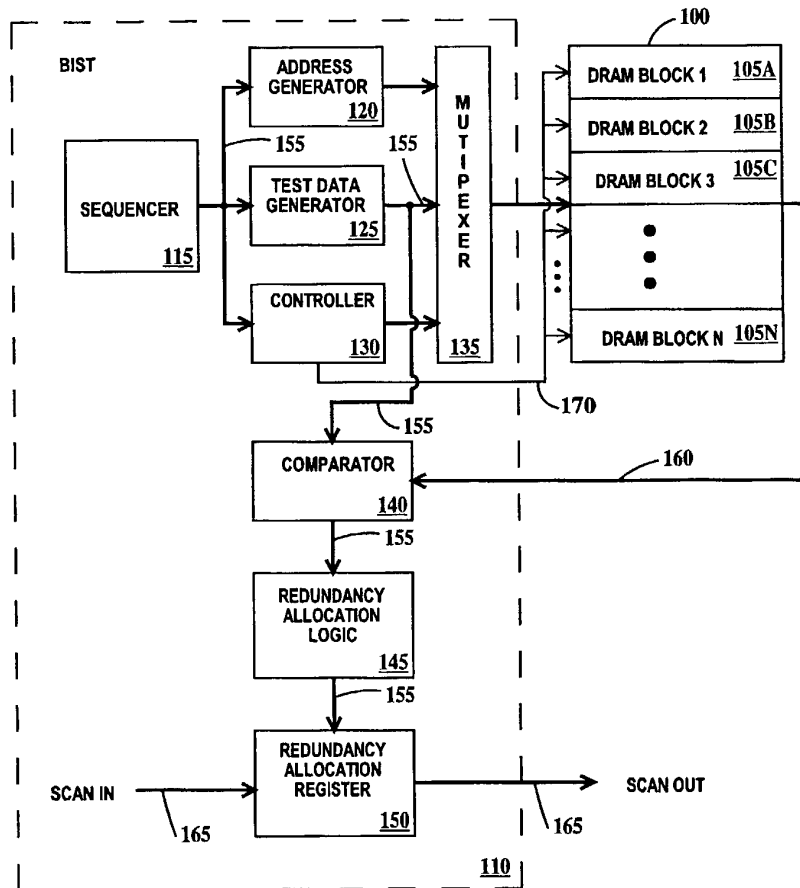 BIST
SEQUENCER
115
155
ADDRESS
GENERATOR
120
TEST DATA
GENERATOR
125
CONTROLLER
130
155
MUTIPEXER
135
100
DRAM BLOCK 1 105A
DRAM BLOCK 2 105B
DRAM BLOCK 3 105C
DRAM BLOCK N 105N
170
155
COMPARATOR
140
160
155
REDUNDANCY
ALLOCATION
LOGIC
145
155
REDUNDANCY
ALLOCATION
REGISTER
150
SCAN IN
165
165
SCAN OUT
110